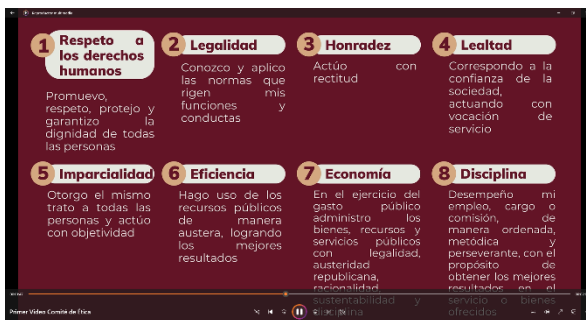 Reproductor multimedia
1
Respeto a
los derechos
humanos
Promuevo,
respeto, protejo y
garantizo la
dignidad de todas
las personas
2 Legalidad
Conozco y aplico
las normas que
rigen mis
funciones y
conductas
3 Honradez
Actúo con
rectitud
4 Lealtad
Correspondo a la
confianza de la
sociedad,
actuando con
vocación de
servicio
5 Imparcialidad
Otorgo el mismo
trato a todas las
personas y actúo
con objetividad
6 Eficiencia
Hago uso de los
recursos públicos
de manera
austera, logrando
los mejores
resultados
7 Economía
En el ejercicio del
gasto público
administro los
bienes, recursos y
servicios públicos
con legalidad,
austeridad
republicana,
racionalidad,
sustentabilidad y
disciplina
8 Disciplina
Desempeño mi
empleo, cargo o
comisión, de
manera ordenada,
metódica y
perseverante, con el
propósito de
obtener los mejores
resultados en el
servicio o bienes
ofrecidos
Primer Video Comité de Ética